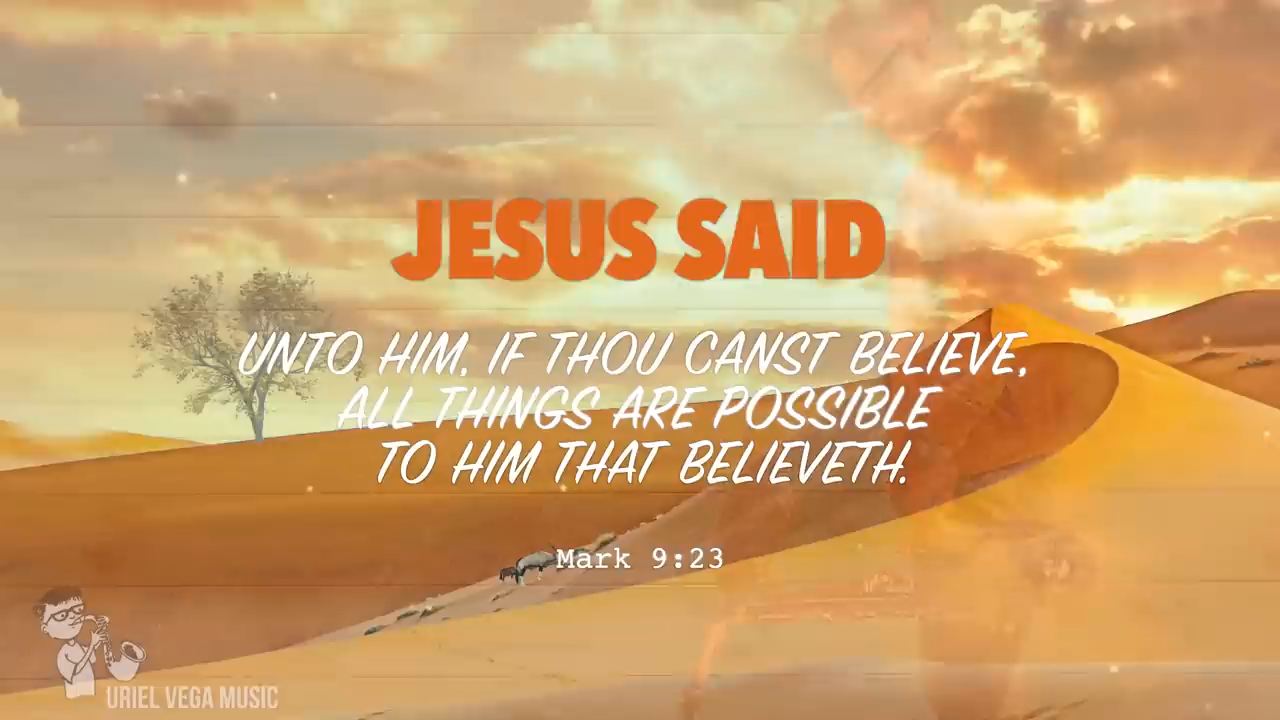 JESUS SAID
UNTO HIM, IF THOU CANST BELIEVE,
ALL THINGS ARE POSSIBLE
TO HIM THAT BELIEVETH.
Mark 9:23
URIEL VEGA MUSIC